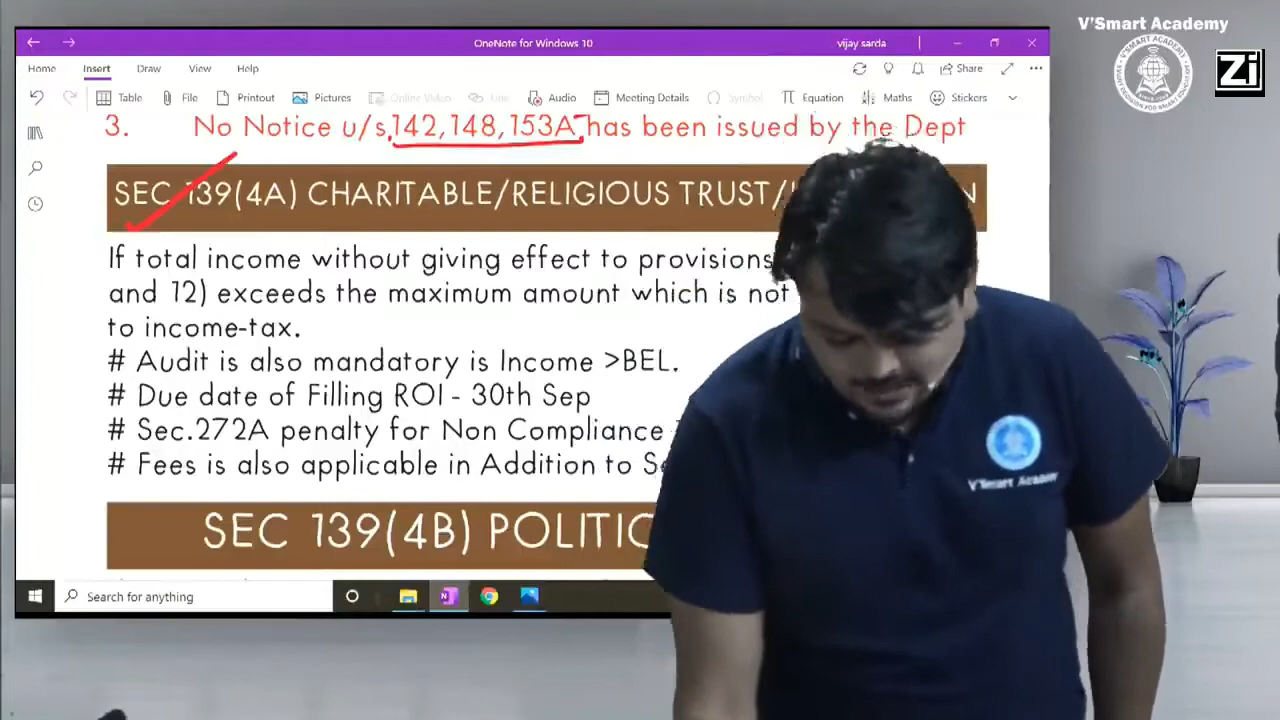 V'Smart Academy
OneNote for Windows 10
vijay sarda
Zi
Home Insert Draw View Help
Share
Table File Printout Pictures Online Video Link Audio Meeting Details Symbol Equation Maths Stickers
3. No Notice u/s 142,148,153A has been issued by the Dept
SEC 139(4A) CHARITABLE/RELIGIOUS TRUST/
If total income without giving effect to provisions
and 12) exceeds the maximum amount which is not
to income-tax.
# Audit is also mandatory is Income >BEL.
# Due date of Filling ROI - 30th Sep
# Sec.272A penalty for Non Compliance
# Fees is also applicable in Addition to
SEC 139(4B)
Search for anything
V'Smart Academy